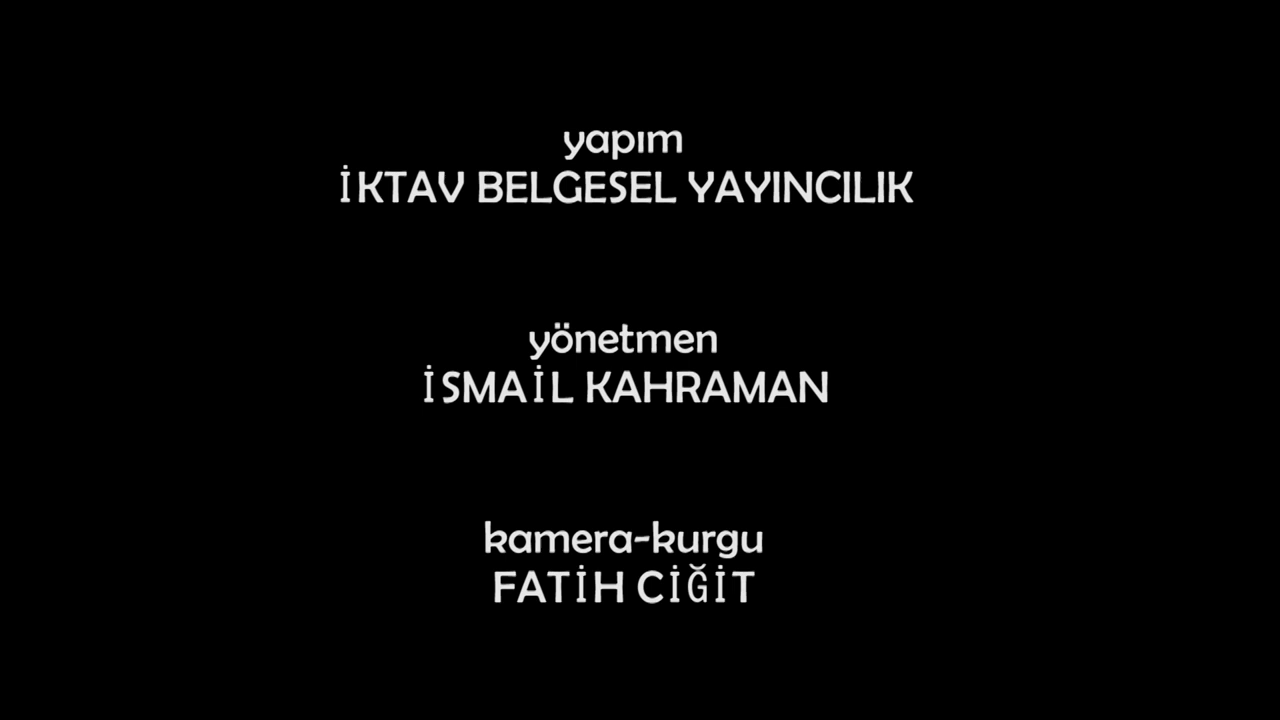 yapım
İKTAV BELGESEL YAYINCILIK
yönetmen
İSMAİL KAHRAMAN
kamera-kurgu
FATİH CİĞİT